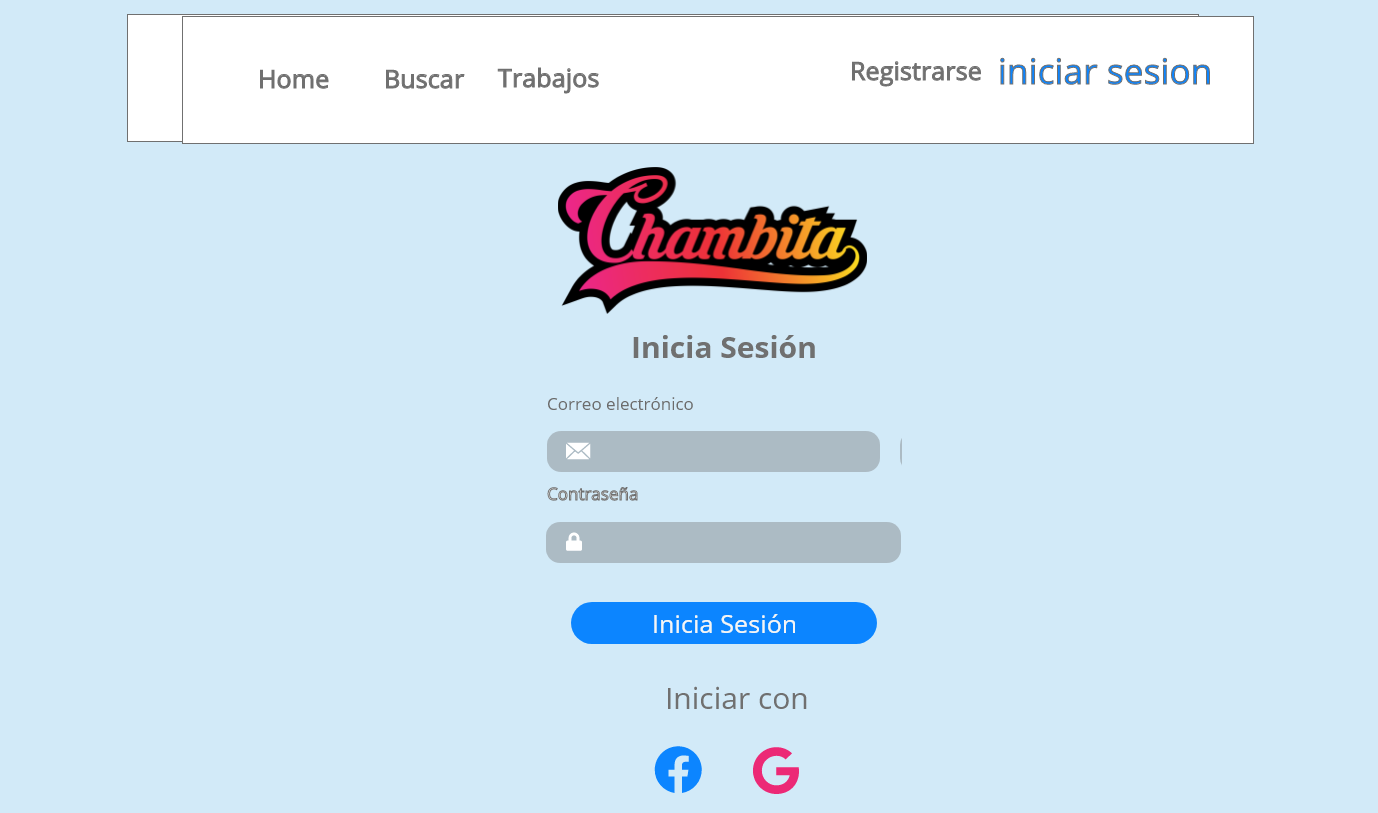 Home Buscar Trabajos Registrarse iniciar sesion
Chambita
Inicia Sesión
Correo electrónico
Contraseña
Inicia Sesión
Iniciar con